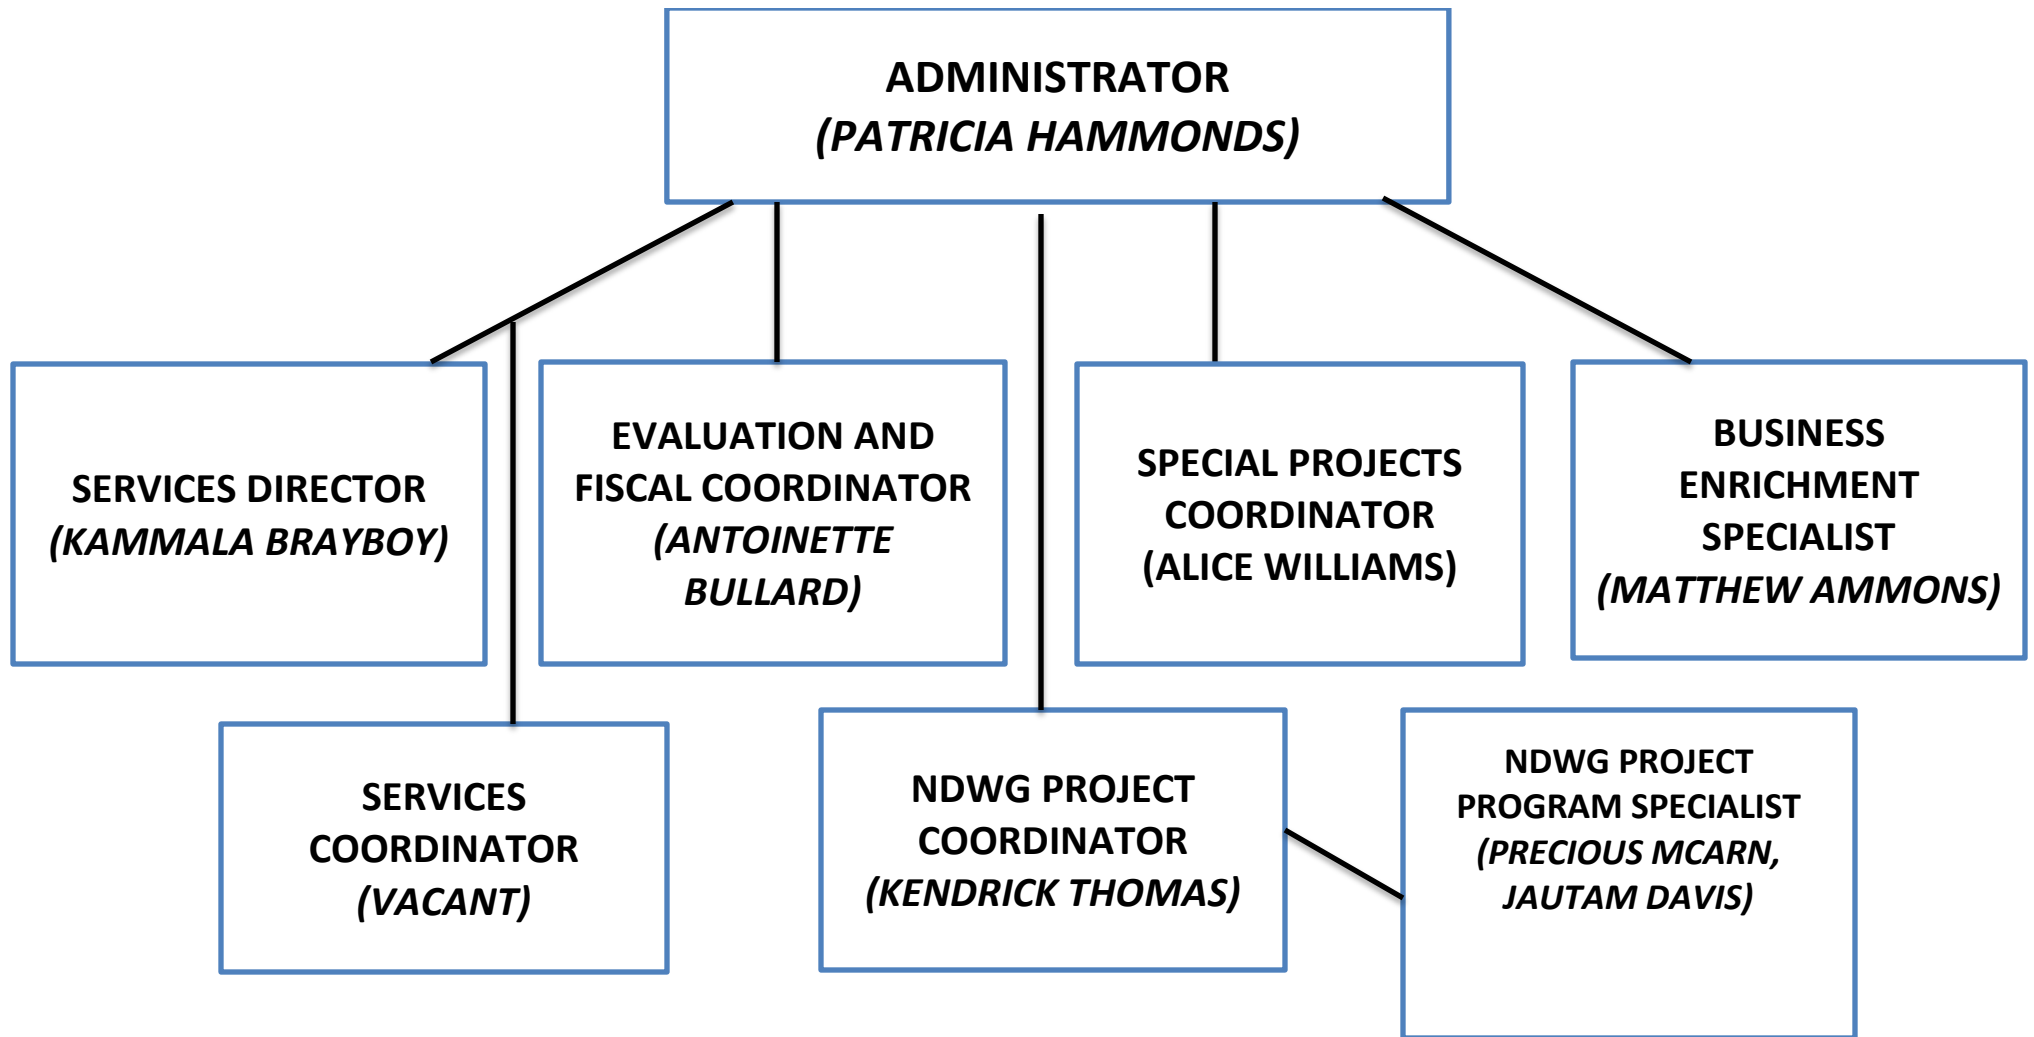 ADMINISTRATOR
(PATRICIA HAMMONDS)
SERVICES DIRECTOR
(KAMMALA BRAYBOY)
EVALUATION AND
FISCAL COORDINATOR
(ANTOINETTE
BULLARD)
SPECIAL PROJECTS
COORDINATOR
(ALICE WILLIAMS)
BUSINESS
ENRICHMENT
SPECIALIST
(MATTHEW AMMONS)
SERVICES
COORDINATOR
(VACANT)
NDWG PROJECT
COORDINATOR
(KENDRICK THOMAS)
NDWG PROJECT
PROGRAM SPECIALIST
(PRECIOUS MCARN,
JAUTAM DAVIS)